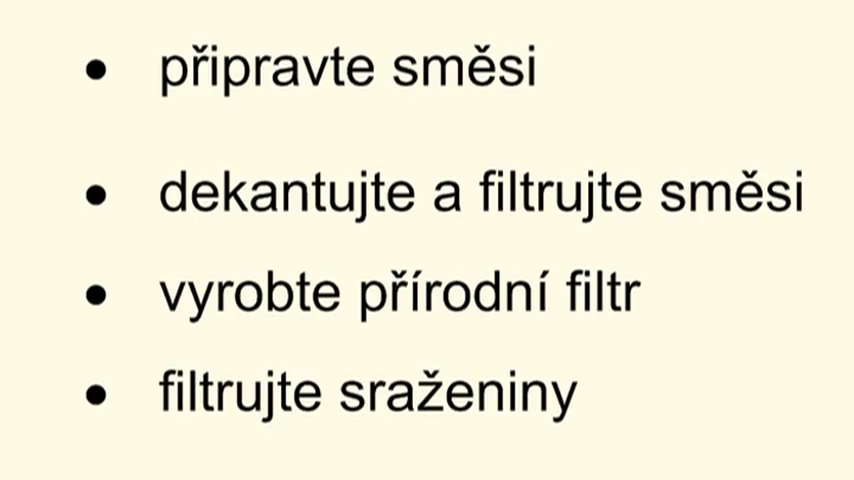 • připravte směsi
• dekantujte a filtrujte směsi
• vyrobte přírodní filtr
• filtrujte sraženiny